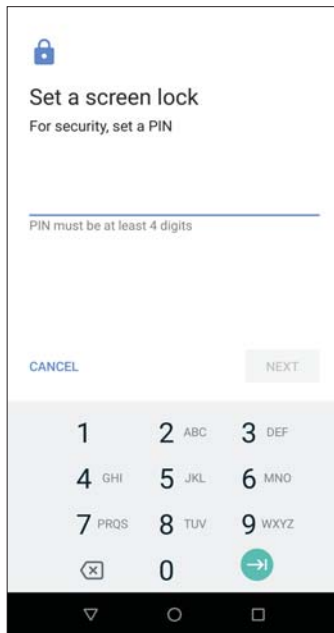 Set a screen lock
For security, set a PIN
PIN must be at least 4 digits
CANCEL NEXT
1 2 ABC 3 DEF
4 GHI 5 JKL 6 MNO
7 PRQS 8 TUV 9 WXYZ
0